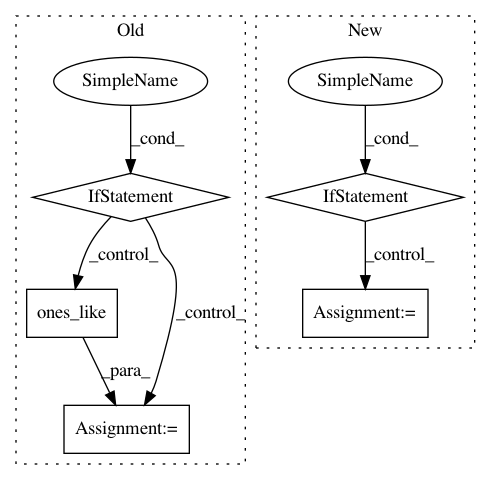 Old
New
SimpleName
SimpleName
_cond_
_cond_
IfStatement
IfStatement
_control_
_control_
_control_
ones_like
Assignment:=
_para_
Assignment:=